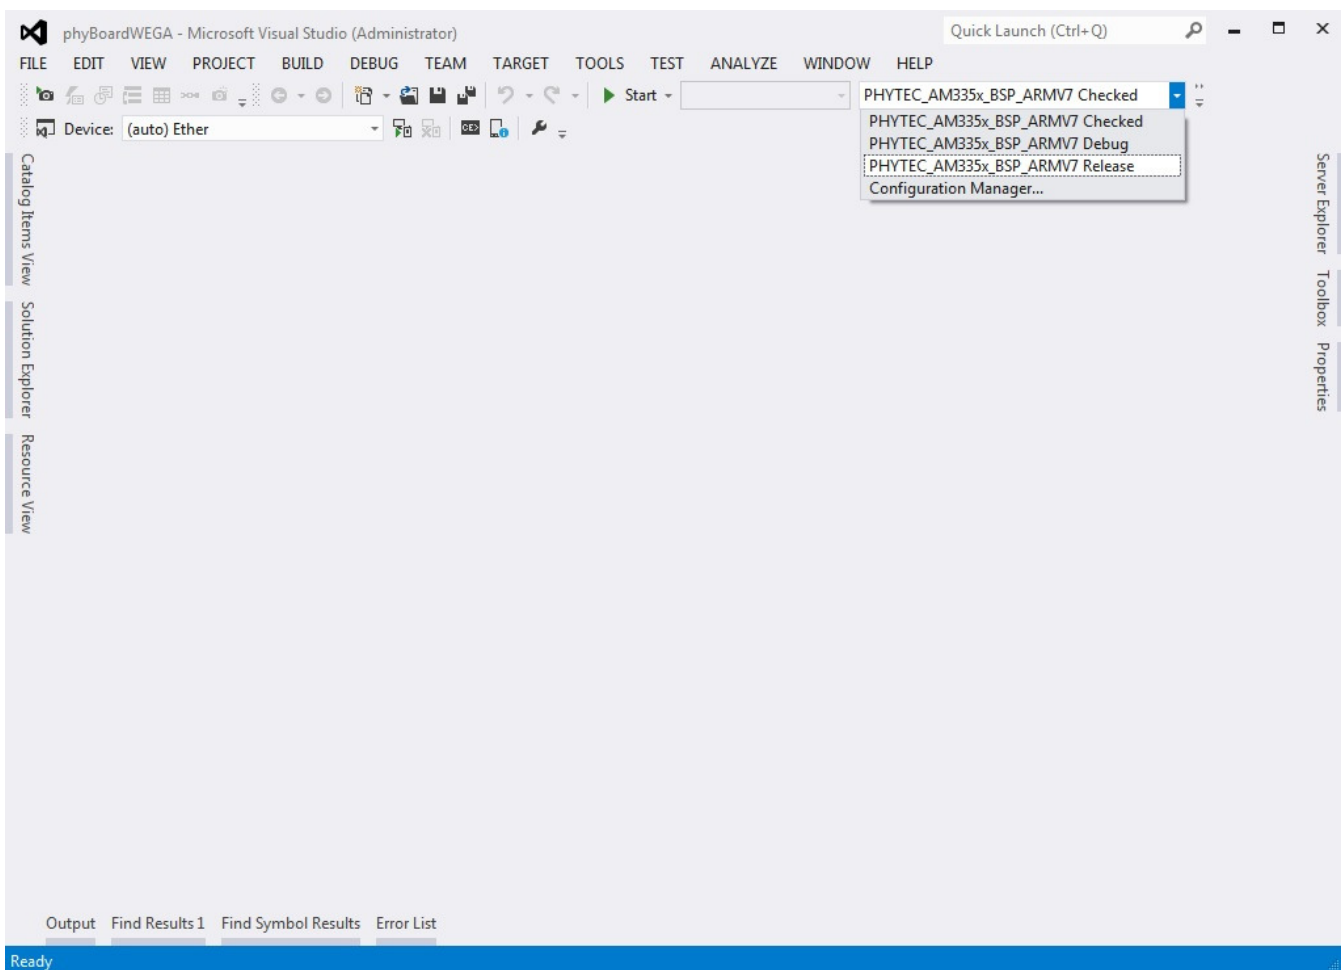 phyBoardWEGA - Microsoft Visual Studio (Administrator)
Quick Launch (Ctrl+Q)
FILE EDIT VIEW PROJECT BUILD DEBUG TEAM TARGET TOOLS TEST ANALYZE WINDOW HELP
Start
PHYTEC_AM335x_BSP_ARMV7 Checked
Device: (auto) Ether
CEX
PHYTEC_AM335x_BSP_ARMV7 Checked
PHYTEC_AM335x_BSP_ARMV7 Debug
PHYTEC_AM335x_BSP_ARMV7 Release
Configuration Manager...
Catalog Items View
Solution Explorer
Resource View
Server Explorer
Toolbox
Properties
Output Find Results 1 Find Symbol Results Error List
Ready